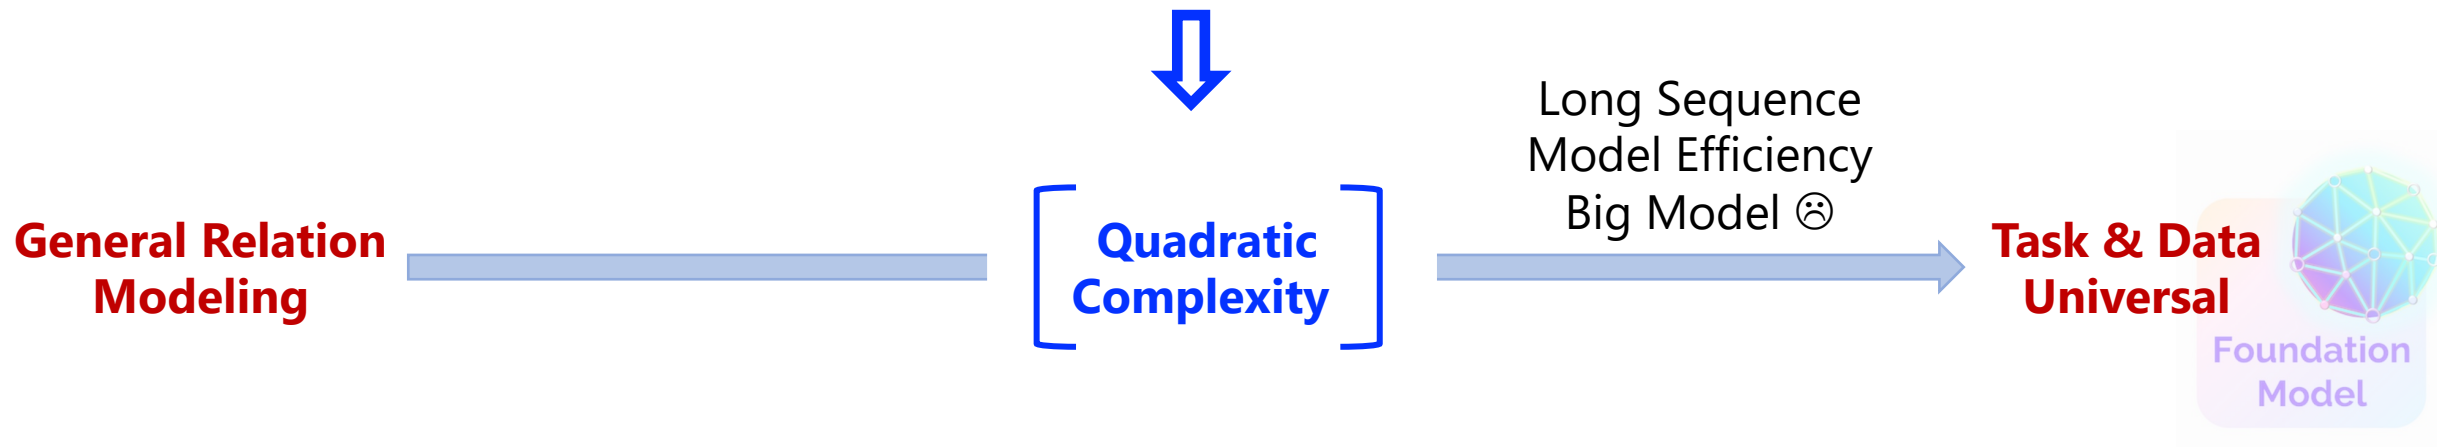 Long Sequence
Model Efficiency
Big Model ☹
General Relation
Modeling
Quadratic
Complexity
Task & Data
Universal
Foundation
Model